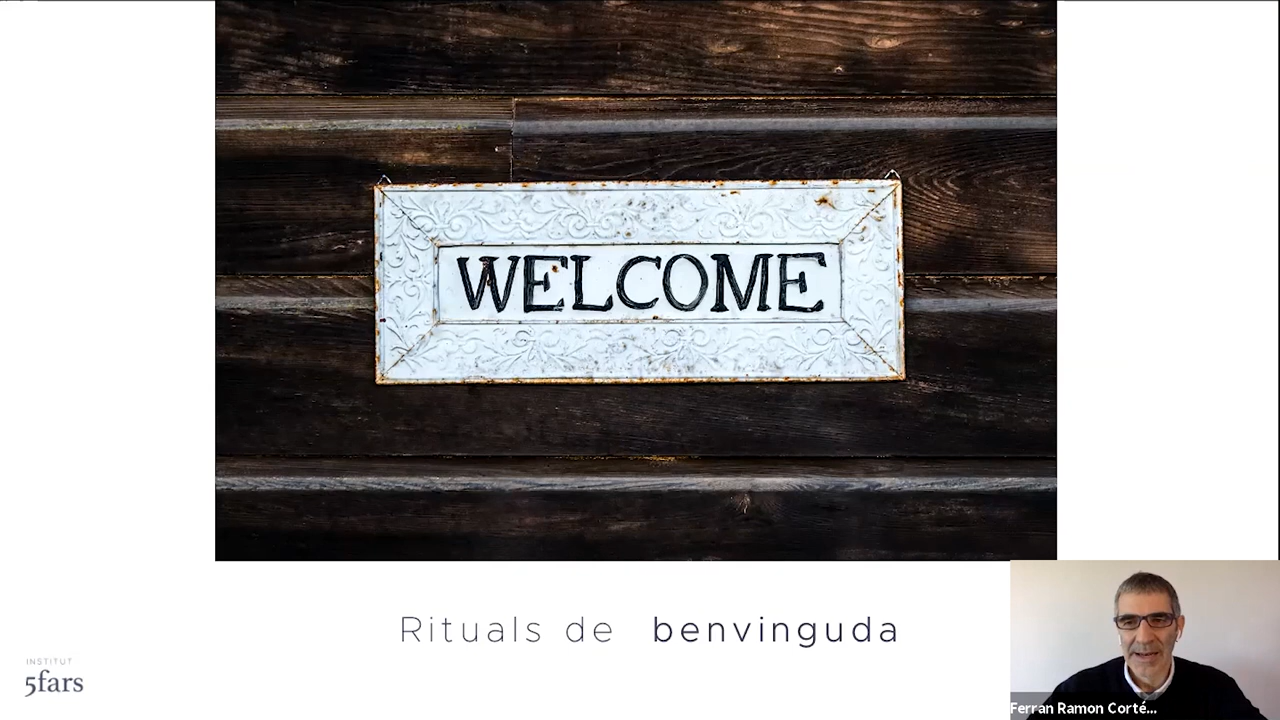 WELCOME
Rituals de benvinguda
INSTITUT
5fars
Ferran Ramon Corté...